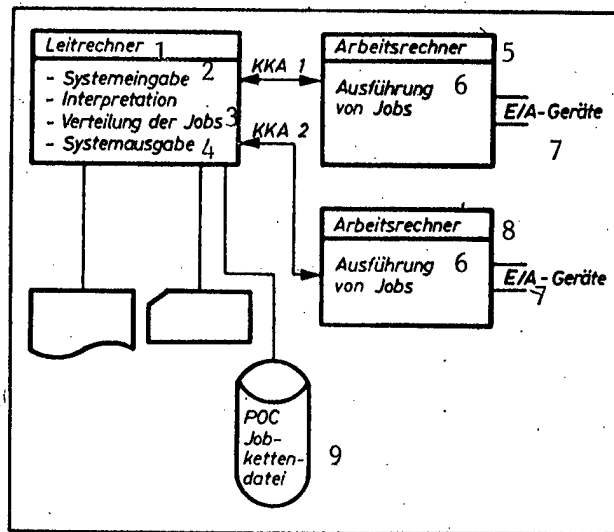 Leitrechner 1
- Systemeingabe 2
- Interpretation
- Verteilung der Jobs 3
- Systemausgabe 4
KKA 1
KKA 2
Arbeitsrechner 5
Ausführung 6
von Jobs
E/A-Geräte
7
Arbeitsrechner 8
Ausführung 6
von Jobs
E/A-Geräte
7
POC
Job-
ketten-
datei
9